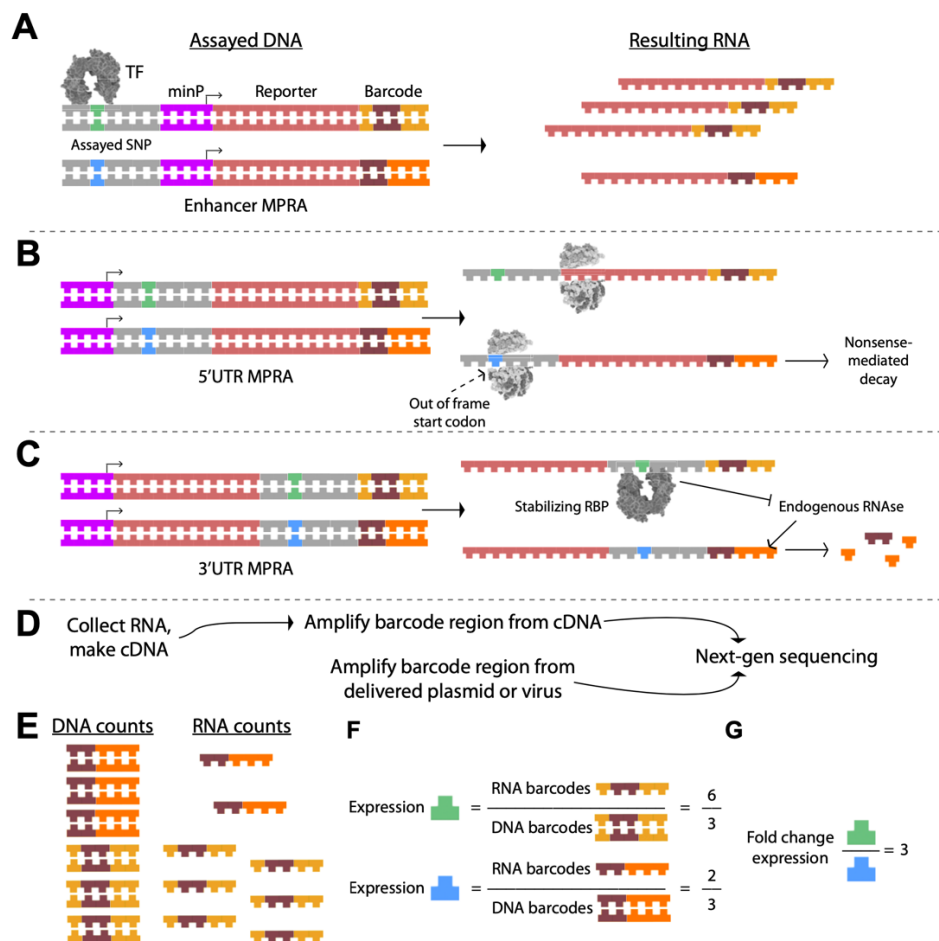 A
Assayed DNA
Resulting RNA
TF
minP
Reporter
Barcode
Assayed SNP
Enhancer MPRA
B
5'UTR MPRA
Out of frame
start codon
Nonsense-
mediated
decay
C
3'UTR MPRA
Stabilizing RBP
Endogenous RNAse
D
Collect RNA,
make cDNA
Amplify barcode region from cDNA
Amplify barcode region from
delivered plasmid or virus
Next-gen sequencing
E
DNA counts
RNA counts
F
Expression
=
RNA barcodes
DNA barcodes
=
6
3
Expression
=
RNA barcodes
DNA barcodes
=
2
3
G
Fold change
expression
= 3